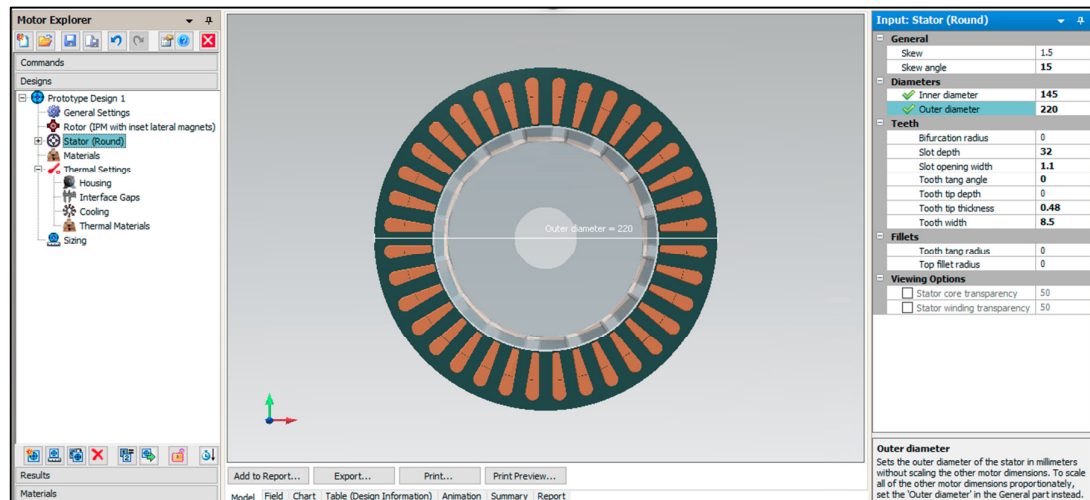 Motor Explorer
Commands
Designs
Prototype Design 1
General Settings
Rotor (IPM with inset lateral magnets)
Stator (Round)
Materials
Thermal Settings
Housing
Interface Gaps
Cooling
Thermal Materials
Sizing
Results
Materials
Outer diameter = 220
Add to Report... Export... Print... Print Preview...
Model Field Chart Table (Design Information) Animation Summary Report
Input: Stator (Round)
General
Skew 1.5
Skew angle 15
Diameters
Inner diameter 145
Outer diameter 220
Teeth
Bifurcation radius 0
Slot depth 32
Slot opening width 1.1
Tooth tang angle 0
Tooth tip depth 0
Tooth tip thickness 0.48
Tooth width 8.5
Fillets
Tooth tang radius 0
Top fillet radius 0
Viewing Options
Stator core transparency 50
Stator winding transparency 50
Outer diameter
Sets the outer diameter of the stator in millimeters
without scaling the other motor dimensions. To scale
all of the other motor dimensions proportionately,
set the 'Outer diameter' in the General part instead.